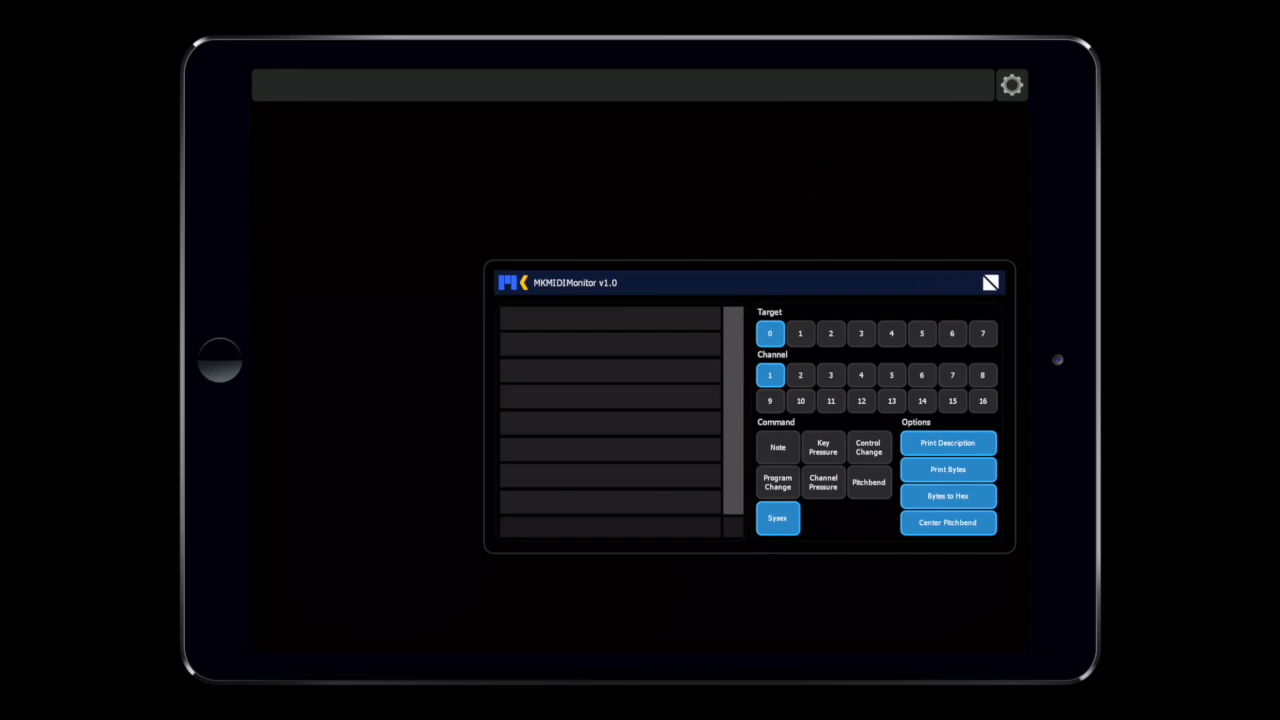 MKMIDIMonitor v1.0
Target
0 1 2 3 4 5 6 7
Channel
1 2 3 4 5 6 7 8
9 10 11 12 13 14 15 16
Command
Note
Key
Pressure
Control
Change
Program
Change
Channel
Pressure
Pitchbend
Sysex
Options
Print Description
Print Bytes
Bytes to Hex
Center Pitchbend